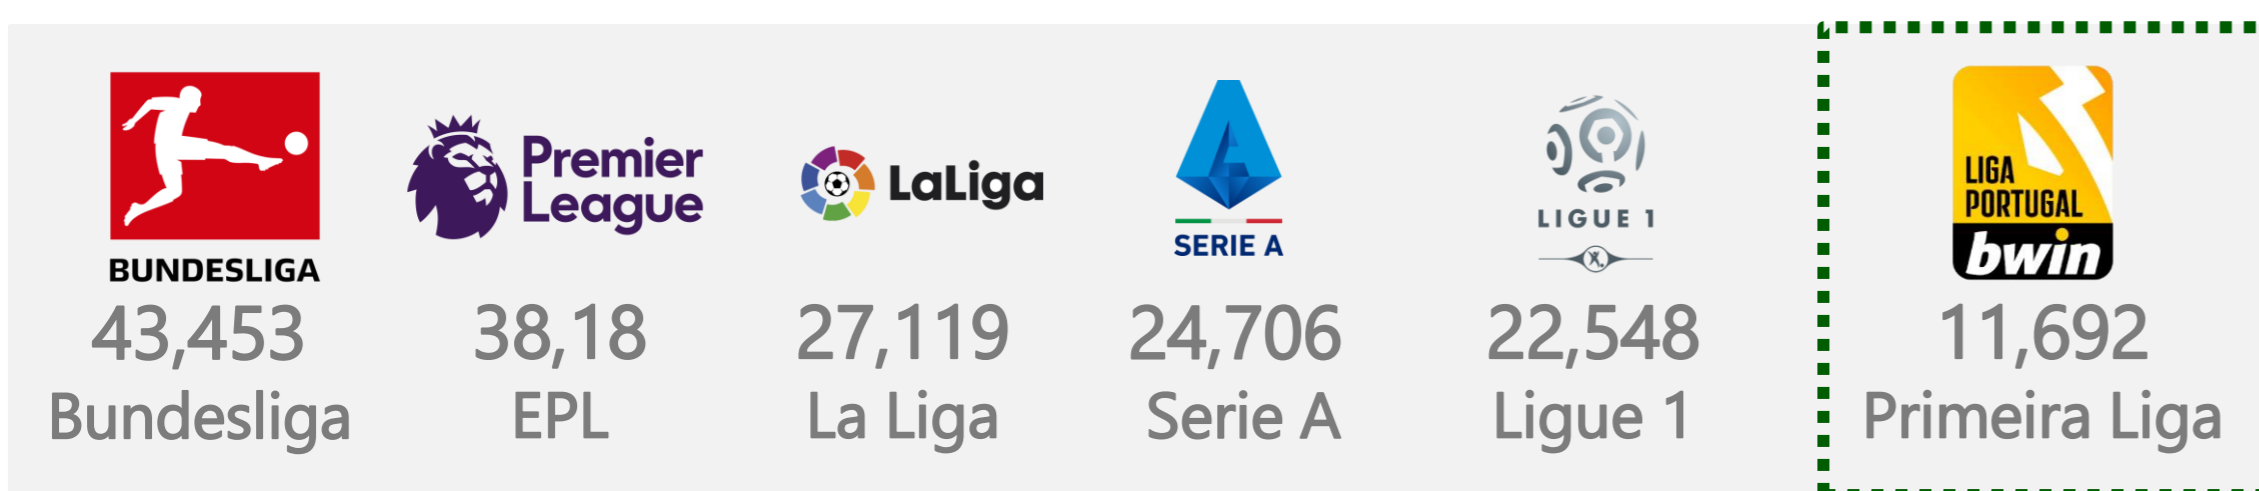 BUNDESLIGA
43,453
Bundesliga
Premier
League
38,18
EPL
LaLiga
27,119
La Liga
SERIE A
24,706
Serie A
LIGUE 1
22,548
Ligue 1
LIGA
PORTUGAL
bwin
11,692
Primeira Liga